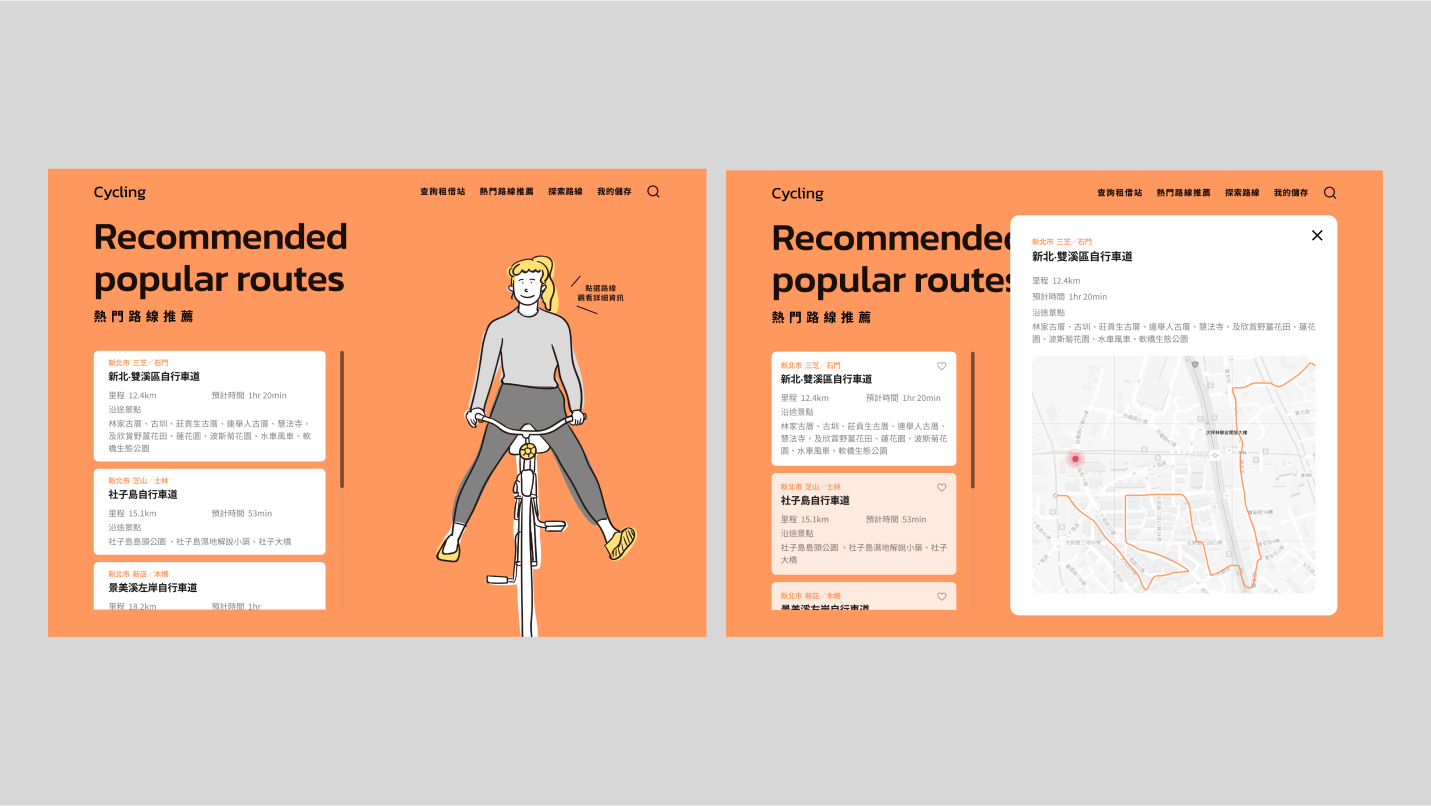 Cycling
查詢租借站 熱門路線推薦 探索路線 我的儲存
Recommended
popular routes
熱門路線推薦
點選路線
觀看詳細資訊
新北市 三芝／石門
新北·雙溪區自行車道
里程 12.4km 預計時間 1hr 20min
沿途景點
林家古厝、古圳、莊貢生古厝、連舉人古厝、慧法寺，
及欣賞野薑花田、蓮花園、波斯菊花園、水車風車、軟
橋生態公園
新北市 芝山／士林
社子島自行車道
里程 15.1km 預計時間 53min
沿途景點
社子島島頭公園 、社子島濕地解說小築、社子大橋
新北市 新店／木柵
景美溪左岸自行車道
里程 18.2km 預計時間 1hr
Cycling
查詢租借站 熱門路線推薦 探索路線 我的儲存
Recommended
popular routes
熱門路線推薦
新北市 三芝／石門
新北·雙溪區自行車道
里程 12.4km 預計時間 1hr 20min
沿途景點
林家古厝、古圳、莊貢生古厝、連舉人古厝、
慧法寺，及欣賞野薑花田、蓮花園、波斯菊花
園、水車風車、軟橋生態公園
新北市 芝山／士林
社子島自行車道
里程 15.1km 預計時間 53min
沿途景點
社子島島頭公園 、社子島濕地解說小築、社子
大橋
新北市 新店／木柵
景美溪左岸自行車道
新北市 三芝／石門
新北·雙溪區自行車道
里程 12.4km
預計時間 1hr 20min
沿途景點
林家古厝、古圳、莊貢生古厝、連舉人古厝、慧法寺，及欣賞野薑花田、蓮花
園、波斯菊花園、水車風車、軟橋生態公園